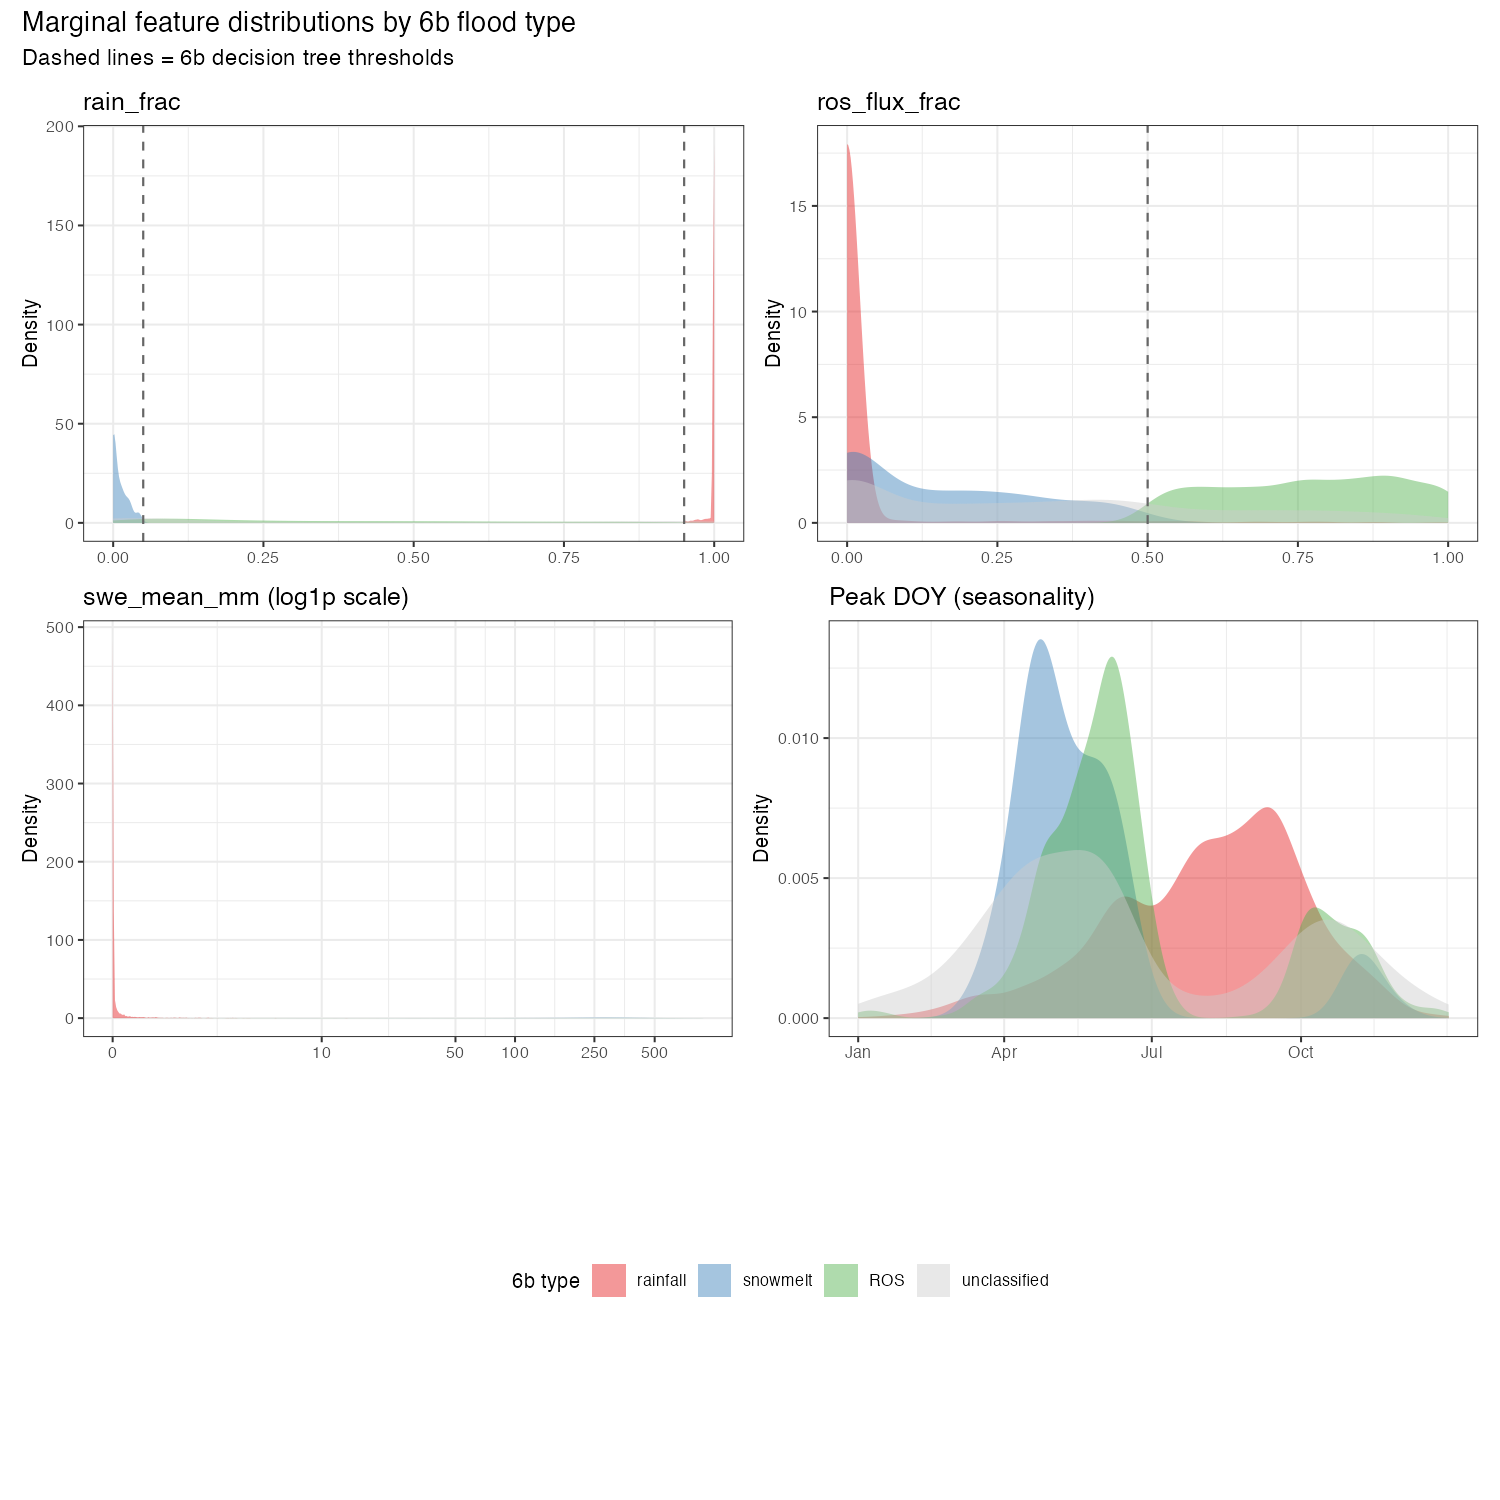 Marginal feature distributions by 6b flood type
Dashed lines = 6b decision tree thresholds
rain_frac
Density
200
150
100
50
0
0.00 0.25 0.50 0.75 1.00
ros_flux_frac
Density
15
10
5
0
0.00 0.25 0.50 0.75 1.00
swe_mean_mm (log1p scale)
Density
500
400
300
200
100
0
0 10 50 100 250 500
Peak DOY (seasonality)
Density
0.010
0.005
0.000
Jan Apr Jul Oct
6b type rainfall snowmelt ROS unclassified